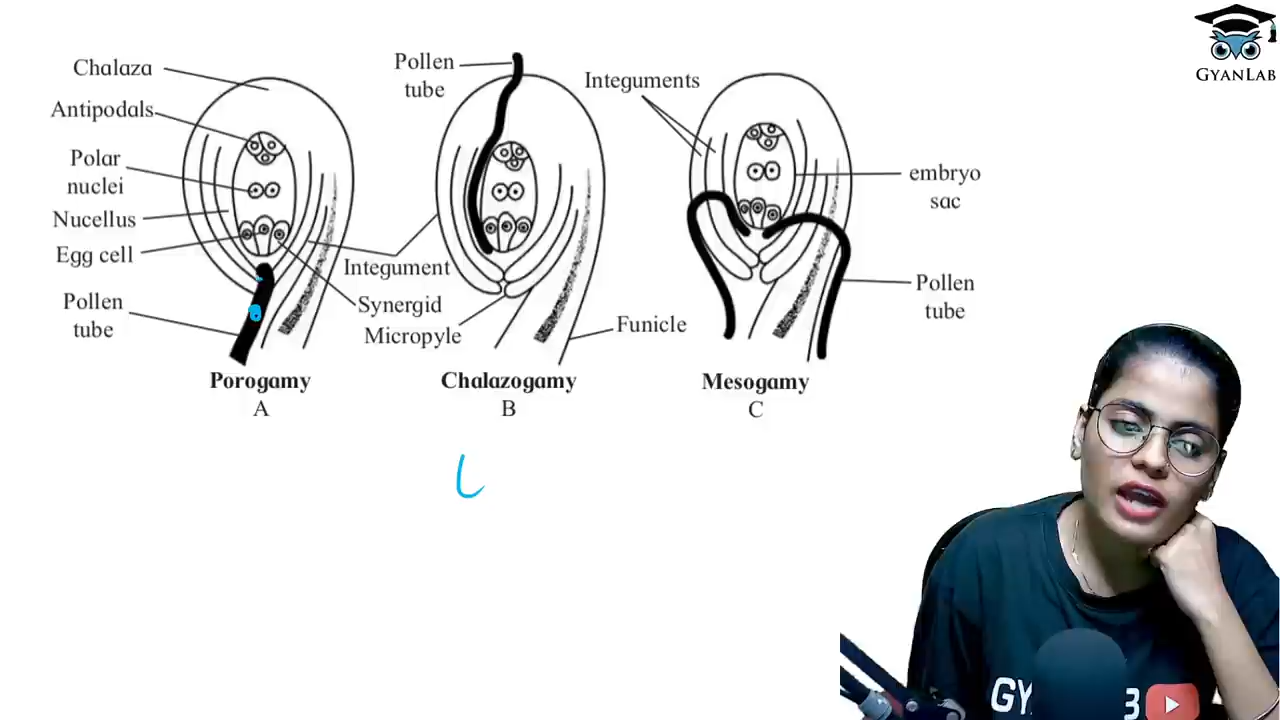 Chalaza
Antipodals
Polar
nuclei
Nucellus
Egg cell
Pollen
tube
Pollen
tube
Integument
Synergid
Micropyle
Integuments
Funicle
embryo
sac
Pollen
tube
Porogamy
A
Chalazogamy
B
Mesogamy
C
GYANLAB